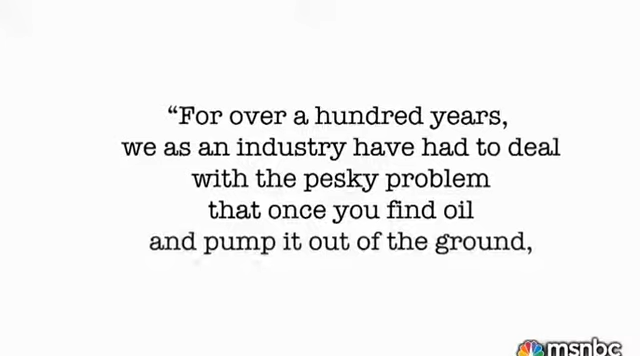 “For over a hundred years,
we as an industry have had to deal
with the pesky problem
that once you find oil
and pump it out of the ground,
msnbc